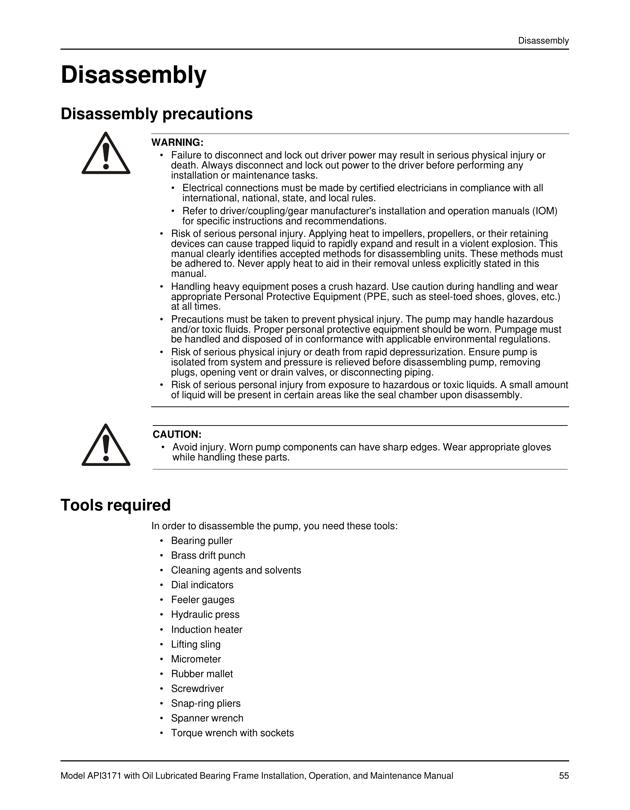 Disassembly
Disassembly
Disassembly precautions
WARNING:
• Failure to disconnect and lock out driver power may result in serious physical injury or
death. Always disconnect and lock out power to the driver before performing any
installation or maintenance tasks.
• Electrical connections must be made by certified electricians in compliance with all
international, national, state, and local rules.
• Refer to driver/coupling/gear manufacturer's installation and operation manuals (IOM)
for specific instructions and recommendations.
• Risk of serious personal injury. Applying heat to impellers, propellers, or their retaining
devices can cause trapped liquid to rapidly expand and result in a violent explosion. This
manual clearly identifies accepted methods for disassembling units. These methods must
be adhered to. Never apply heat to aid in their removal unless explicitly stated in this
manual.
• Handling heavy equipment poses a crush hazard. Use caution during handling and wear
appropriate Personal Protective Equipment (PPE, such as steel-toed shoes, gloves, etc.)
at all times.
• Precautions must be taken to prevent physical injury. The pump may handle hazardous
and/or toxic fluids. Proper personal protective equipment should be worn. Pumpage must
be handled and disposed of in conformance with applicable environmental regulations.
• Risk of serious physical injury or death from rapid depressurization. Ensure pump is
isolated from system and pressure is relieved before disassembling pump, removing
plugs, opening vent or drain valves, or disconnecting piping.
• Risk of serious personal injury from exposure to hazardous or toxic liquids. A small amount
of liquid will be present in certain areas like the seal chamber upon disassembly.
CAUTION:
• Avoid injury. Worn pump components can have sharp edges. Wear appropriate gloves
while handling these parts.
Tools required
In order to disassemble the pump, you need these tools:
• Bearing puller
• Brass drift punch
• Cleaning agents and solvents
• Dial indicators
• Feeler gauges
• Hydraulic press
• Induction heater
• Lifting sling
• Micrometer
• Rubber mallet
• Screwdriver
• Snap-ring pliers
• Spanner wrench
• Torque wrench with sockets
Model API3171 with Oil Lubricated Bearing Frame Installation, Operation, and Maintenance Manual 55